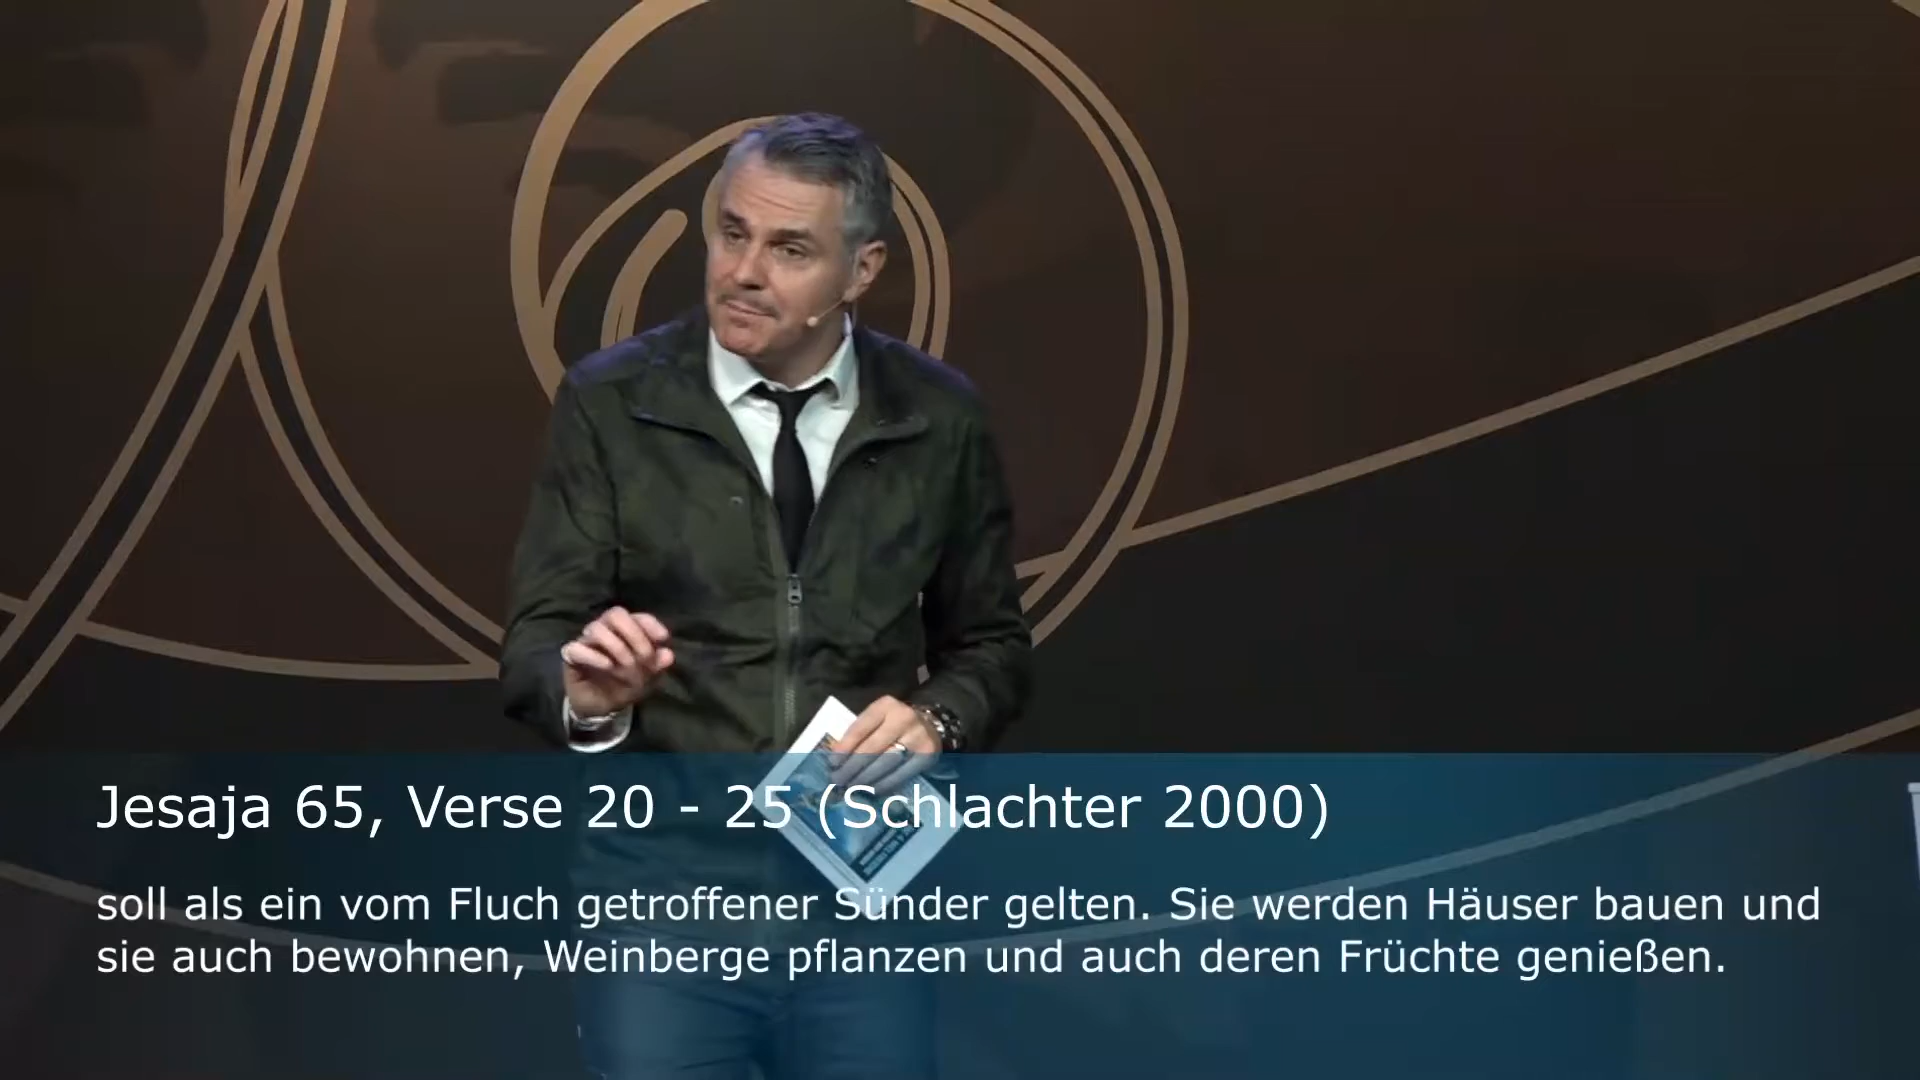 Jesaja 65, Verse 20 - 25 (Schlachter 2000)
soll als ein vom Fluch getroffener Sünder gelten. Sie werden Häuser bauen und
sie auch bewohnen, Weinberge pflanzen und auch deren Früchte genießen.